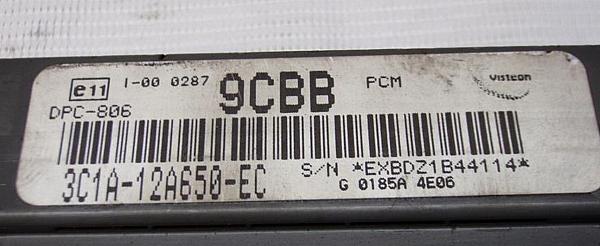 e11 I-00 0287 9CBB PCM Visteon
DPC-806
S/N *EXBDZ1B44114*
3C1A-12A650-EC
G 0185A 4E06